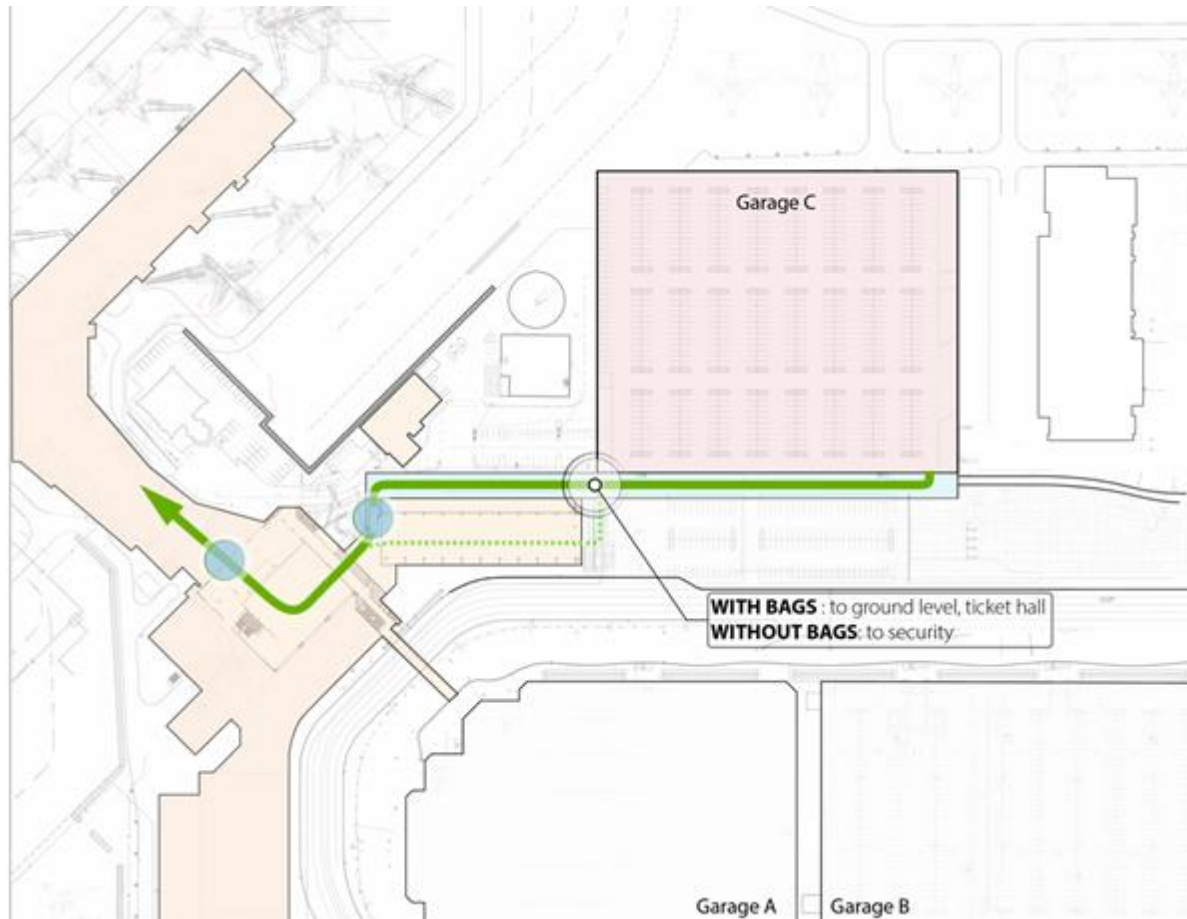 Garage C
WITH BAGS : to ground level, ticket hall
WITHOUT BAGS: to security
Garage A
Garage B